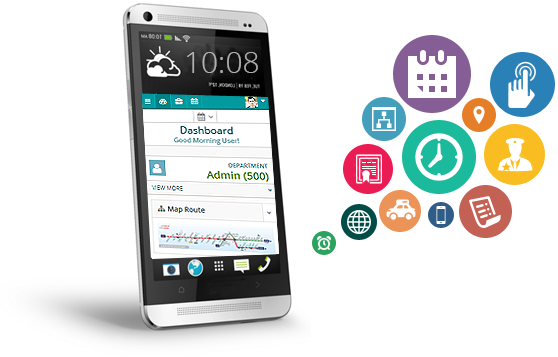 10:08
Dashboard
Good Morning User!
DEPARTMENT
Admin (500)
VIEW MORE
Map Route